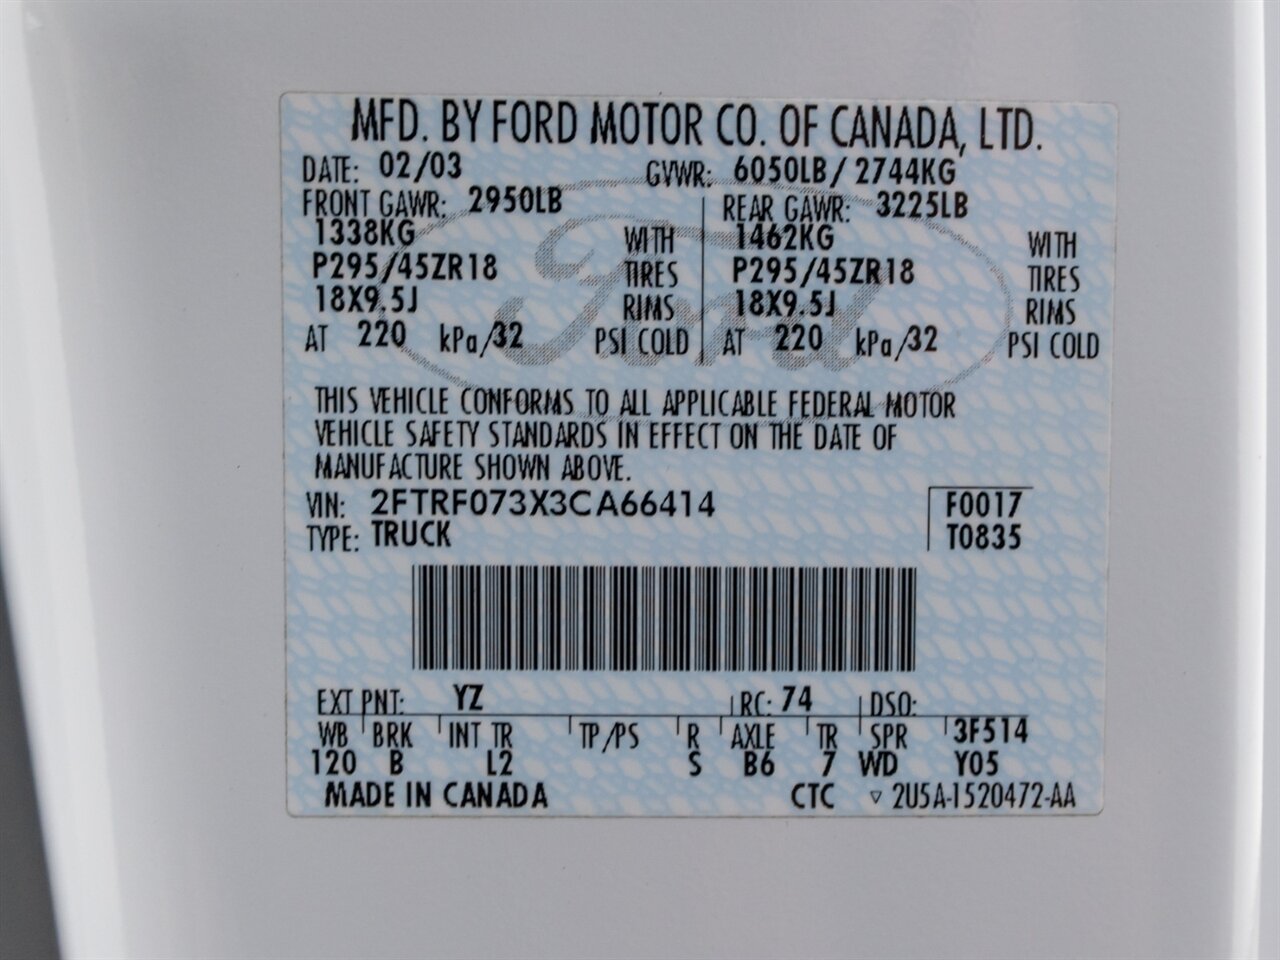 MFD. BY FORD MOTOR CO. OF CANADA, LTD.
DATE: 02/03 GVWR: 6050LB/ 2744KG
FRONT GAWR: 2950LB REAR GAWR: 3225LB
1338KG WITH 1462KG WITH
P295/45ZR18 TIRES P295/45ZR18 TIRES
18X9.5J RIMS 18X9.5J RIMS
AT 220 kPa/32 PSI COLD AT 220 kPa/32 PSI COLD
Ford
THIS VEHICLE CONFORMS TO ALL APPLICABLE FEDERAL MOTOR
VEHICLE SAFETY STANDARDS IN EFFECT ON THE DATE OF
MANUFACTURE SHOWN ABOVE.
VIN: 2FTRF073X3CA66414 F0017
TYPE: TRUCK T0835
EXT PNT: YZ RC: 74 DSO:
WB BRK INT TR TP/PS R AXLE TR SPR 3F514
120 B L2 S B6 7 WD Y05
MADE IN CANADA CTC ▽ 2U5A-1520472-AA